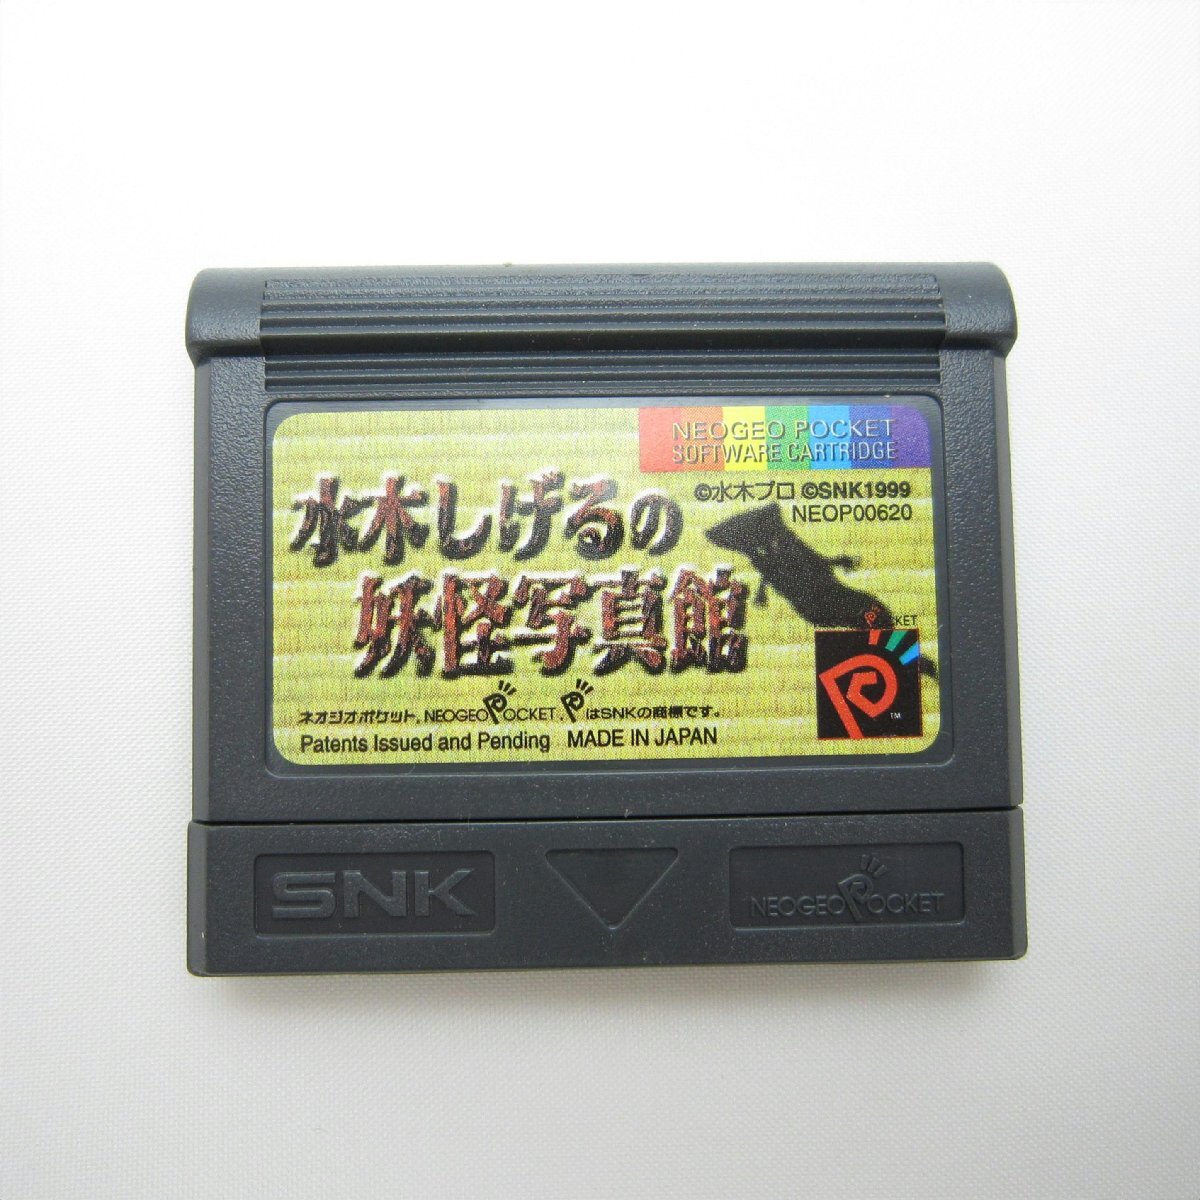 NEOGEO POCKET
SOFTWARE CARTRIDGE
©水木プロ ©SNK1999
NEOP00620
水木しげるの
妖怪写真館
POCKET
TM
ネオジオポケット, NEOGEO POCKET, PはSNKの商標です。
Patents Issued and Pending MADE IN JAPAN
SNK
NEOGEO POCKET